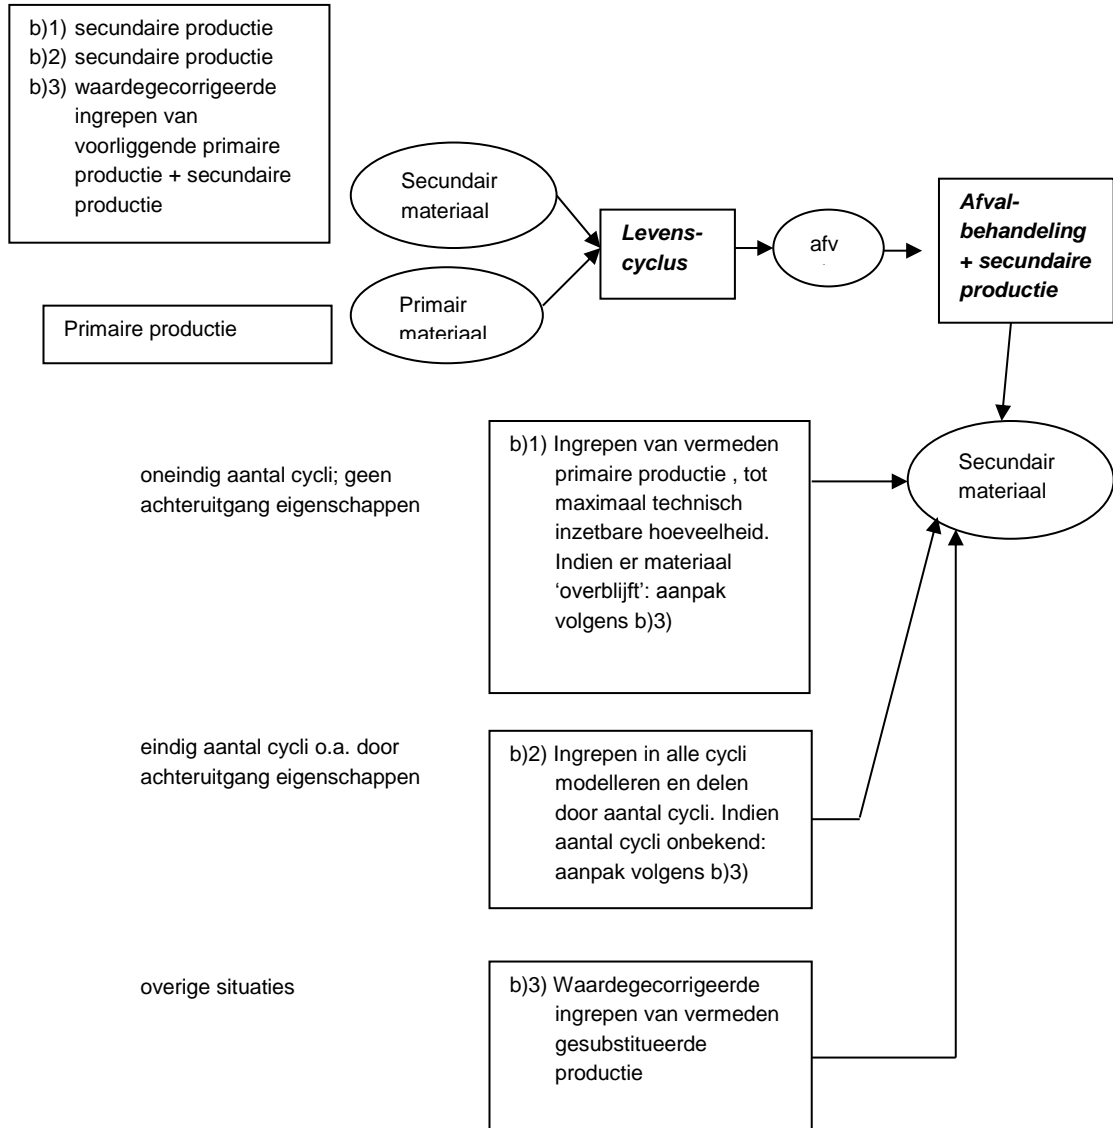 b)1) secundaire productie
b)2) secundaire productie
b)3) waardegecorrigeerde
ingrepen van
voorliggende primaire
productie + secundaire
productie
Secundair
materiaal
Primair
materiaal
Primaire productie
Levens-
cyclus
afv
Afval-
behandeling
+ secundaire
productie
Secundair
materiaal
oneindig aantal cycli; geen
achteruitgang eigenschappen
b)1) Ingrepen van vermeden
primaire productie , tot
maximaal technisch
inzetbare hoeveelheid.
Indien er materiaal
‘overblijft’: aanpak
volgens b)3)
eindig aantal cycli o.a. door
achteruitgang eigenschappen
b)2) Ingrepen in alle cycli
modelleren en delen
door aantal cycli. Indien
aantal cycli onbekend:
aanpak volgens b)3)
overige situaties
b)3) Waardegecorrigeerde
ingrepen van vermeden
gesubstitueerde
productie